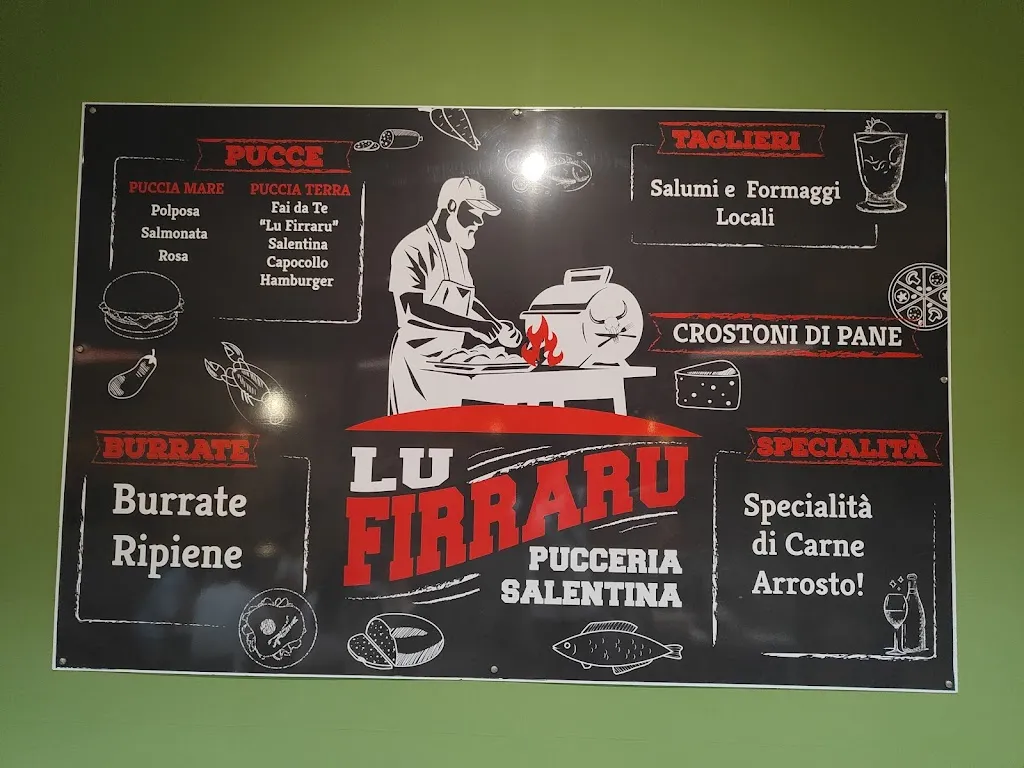 PUCCE
PUCCIA MARE
Polposa
Salmonata
Rosa
PUCCIA TERRA
Fai da Te
“Lu Firraru”
Salentina
Capocollo
Hamburger
TAGLIERI
Salumi e Formaggi
Locali
CROSTONI DI PANE
BURRATE
Burrate
Ripiene
LU
FIRRARU
PUCCERIA
SALENTINA
SPECIALITÀ
Specialità
di Carne
Arrosto!